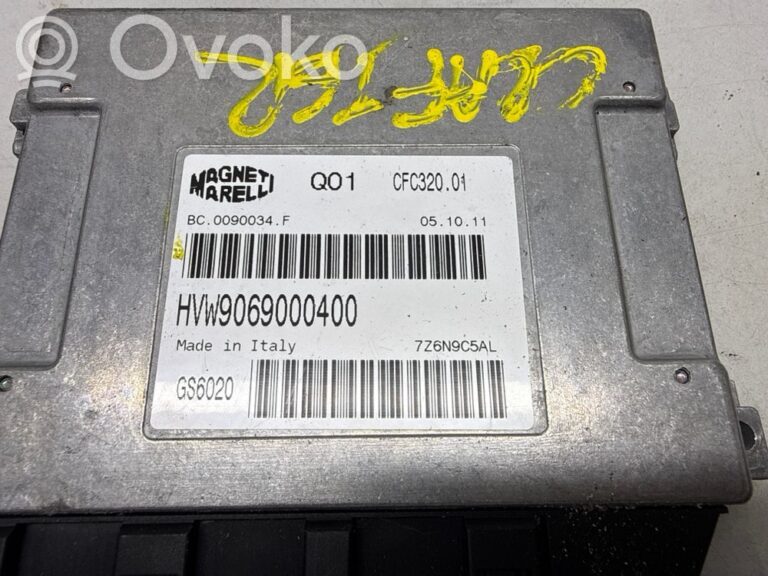 Ovoko
MAGNETI MARELLI Q01 CFC320.01
BC.0090034.F 05.10.11
HVW9069000400
Made in Italy 7Z6N9C5AL
GS6020